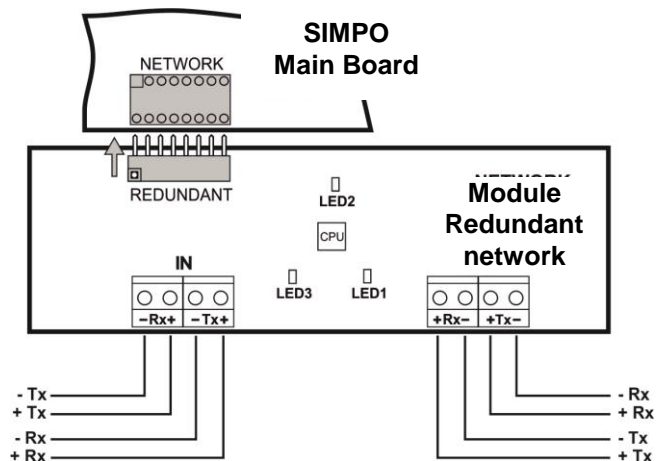 SIMPO
Main Board
NETWORK
REDUNDANT
LED2
Module
Redundant
network
CPU
IN
LED3
LED1
−Rx+ −Tx+
+Rx− +Tx−
- Tx
+ Tx
- Rx
+ Rx
- Rx
+ Rx
- Tx
+ Tx